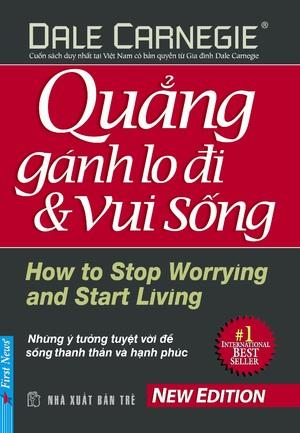 DALE CARNEGIE®
Cuốn sách duy nhất tại Việt Nam có bản quyền từ Gia đình Dale Carnegie
Quẳng
gánh lo đi
& vui sống
How to Stop Worrying
and Start Living
Những ý tưởng tuyệt vời để
sống thanh thản và hạnh phúc
#1
INTERNATIONAL
BEST
SELLER
First News
NHÀ XUẤT BẢN TRẺ
NEW EDITION